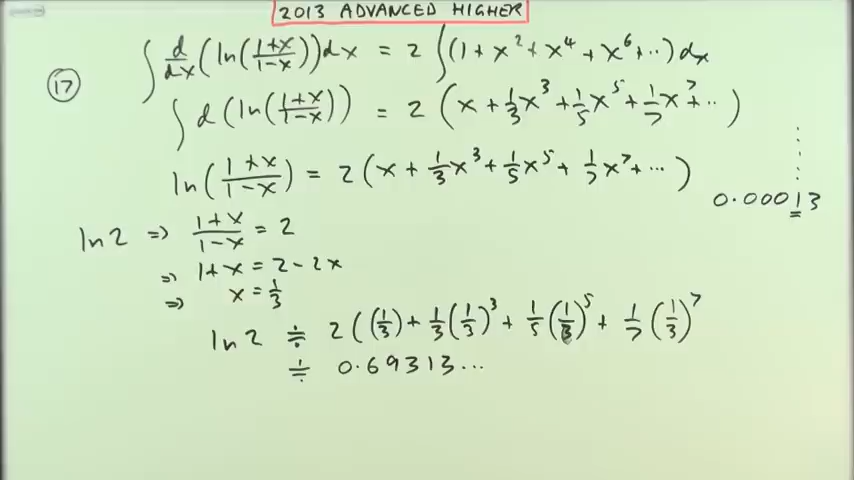 2013 ADVANCED HIGHER
17
∫ d/dx (ln((1+x)/(1-x))) dx = 2 ∫(1 + x² + x⁴ + x⁶ + ..) dx
∫ d (ln((1+x)/(1-x))) = 2 (x + 1/3 x³ + 1/5 x⁵ + 1/7 x⁷ + ..)
ln((1+x)/(1-x)) = 2 (x + 1/3 x³ + 1/5 x⁵ + 1/7 x⁷ + ...)
0.00013
ln 2 => (1+x)/(1-x) = 2
=> 1+x = 2-2x
=> x = 1/3
ln 2 ≑ 2 ((1/3) + 1/3 (1/3)³ + 1/5 (1/3)⁵ + 1/7 (1/3)⁷
≑ 0.69313...